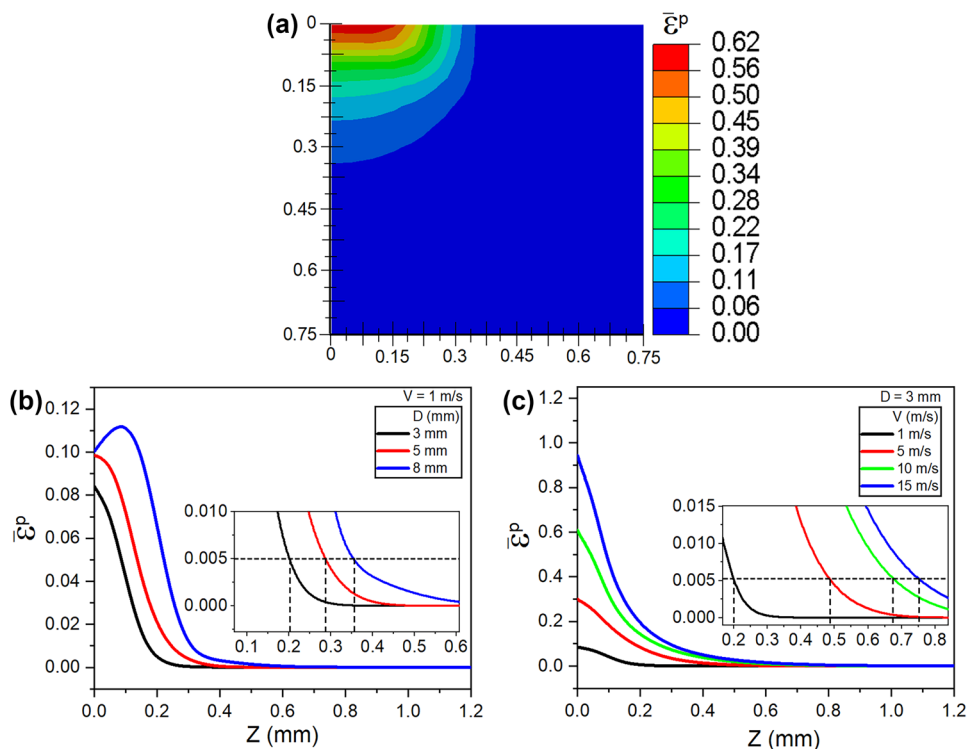 (a)
0
0.15
0.3
0.45
0.6
0.75
0 0.15 0.3 0.45 0.6 0.75
ε̄ᵖ
0.62
0.56
0.50
0.45
0.39
0.34
0.28
0.22
0.17
0.11
0.06
0.00
(b)
V = 1 m/s
D (mm)
3 mm
5 mm
8 mm
0.12
0.10
0.08
0.06
0.04
0.02
0.00
ε̄ᵖ
0.010
0.005
0.000
0.1 0.2 0.3 0.4 0.5 0.6
0.0 0.2 0.4 0.6 0.8 1.0 1.2
Z (mm)
(c)
D = 3 mm
V (m/s)
1 m/s
5 m/s
10 m/s
15 m/s
1.2
1.0
0.8
0.6
0.4
0.2
0.0
ε̄ᵖ
0.015
0.010
0.005
0.000
0.2 0.3 0.4 0.5 0.6 0.7 0.8
0.0 0.2 0.4 0.6 0.8 1.0 1.2
Z (mm)